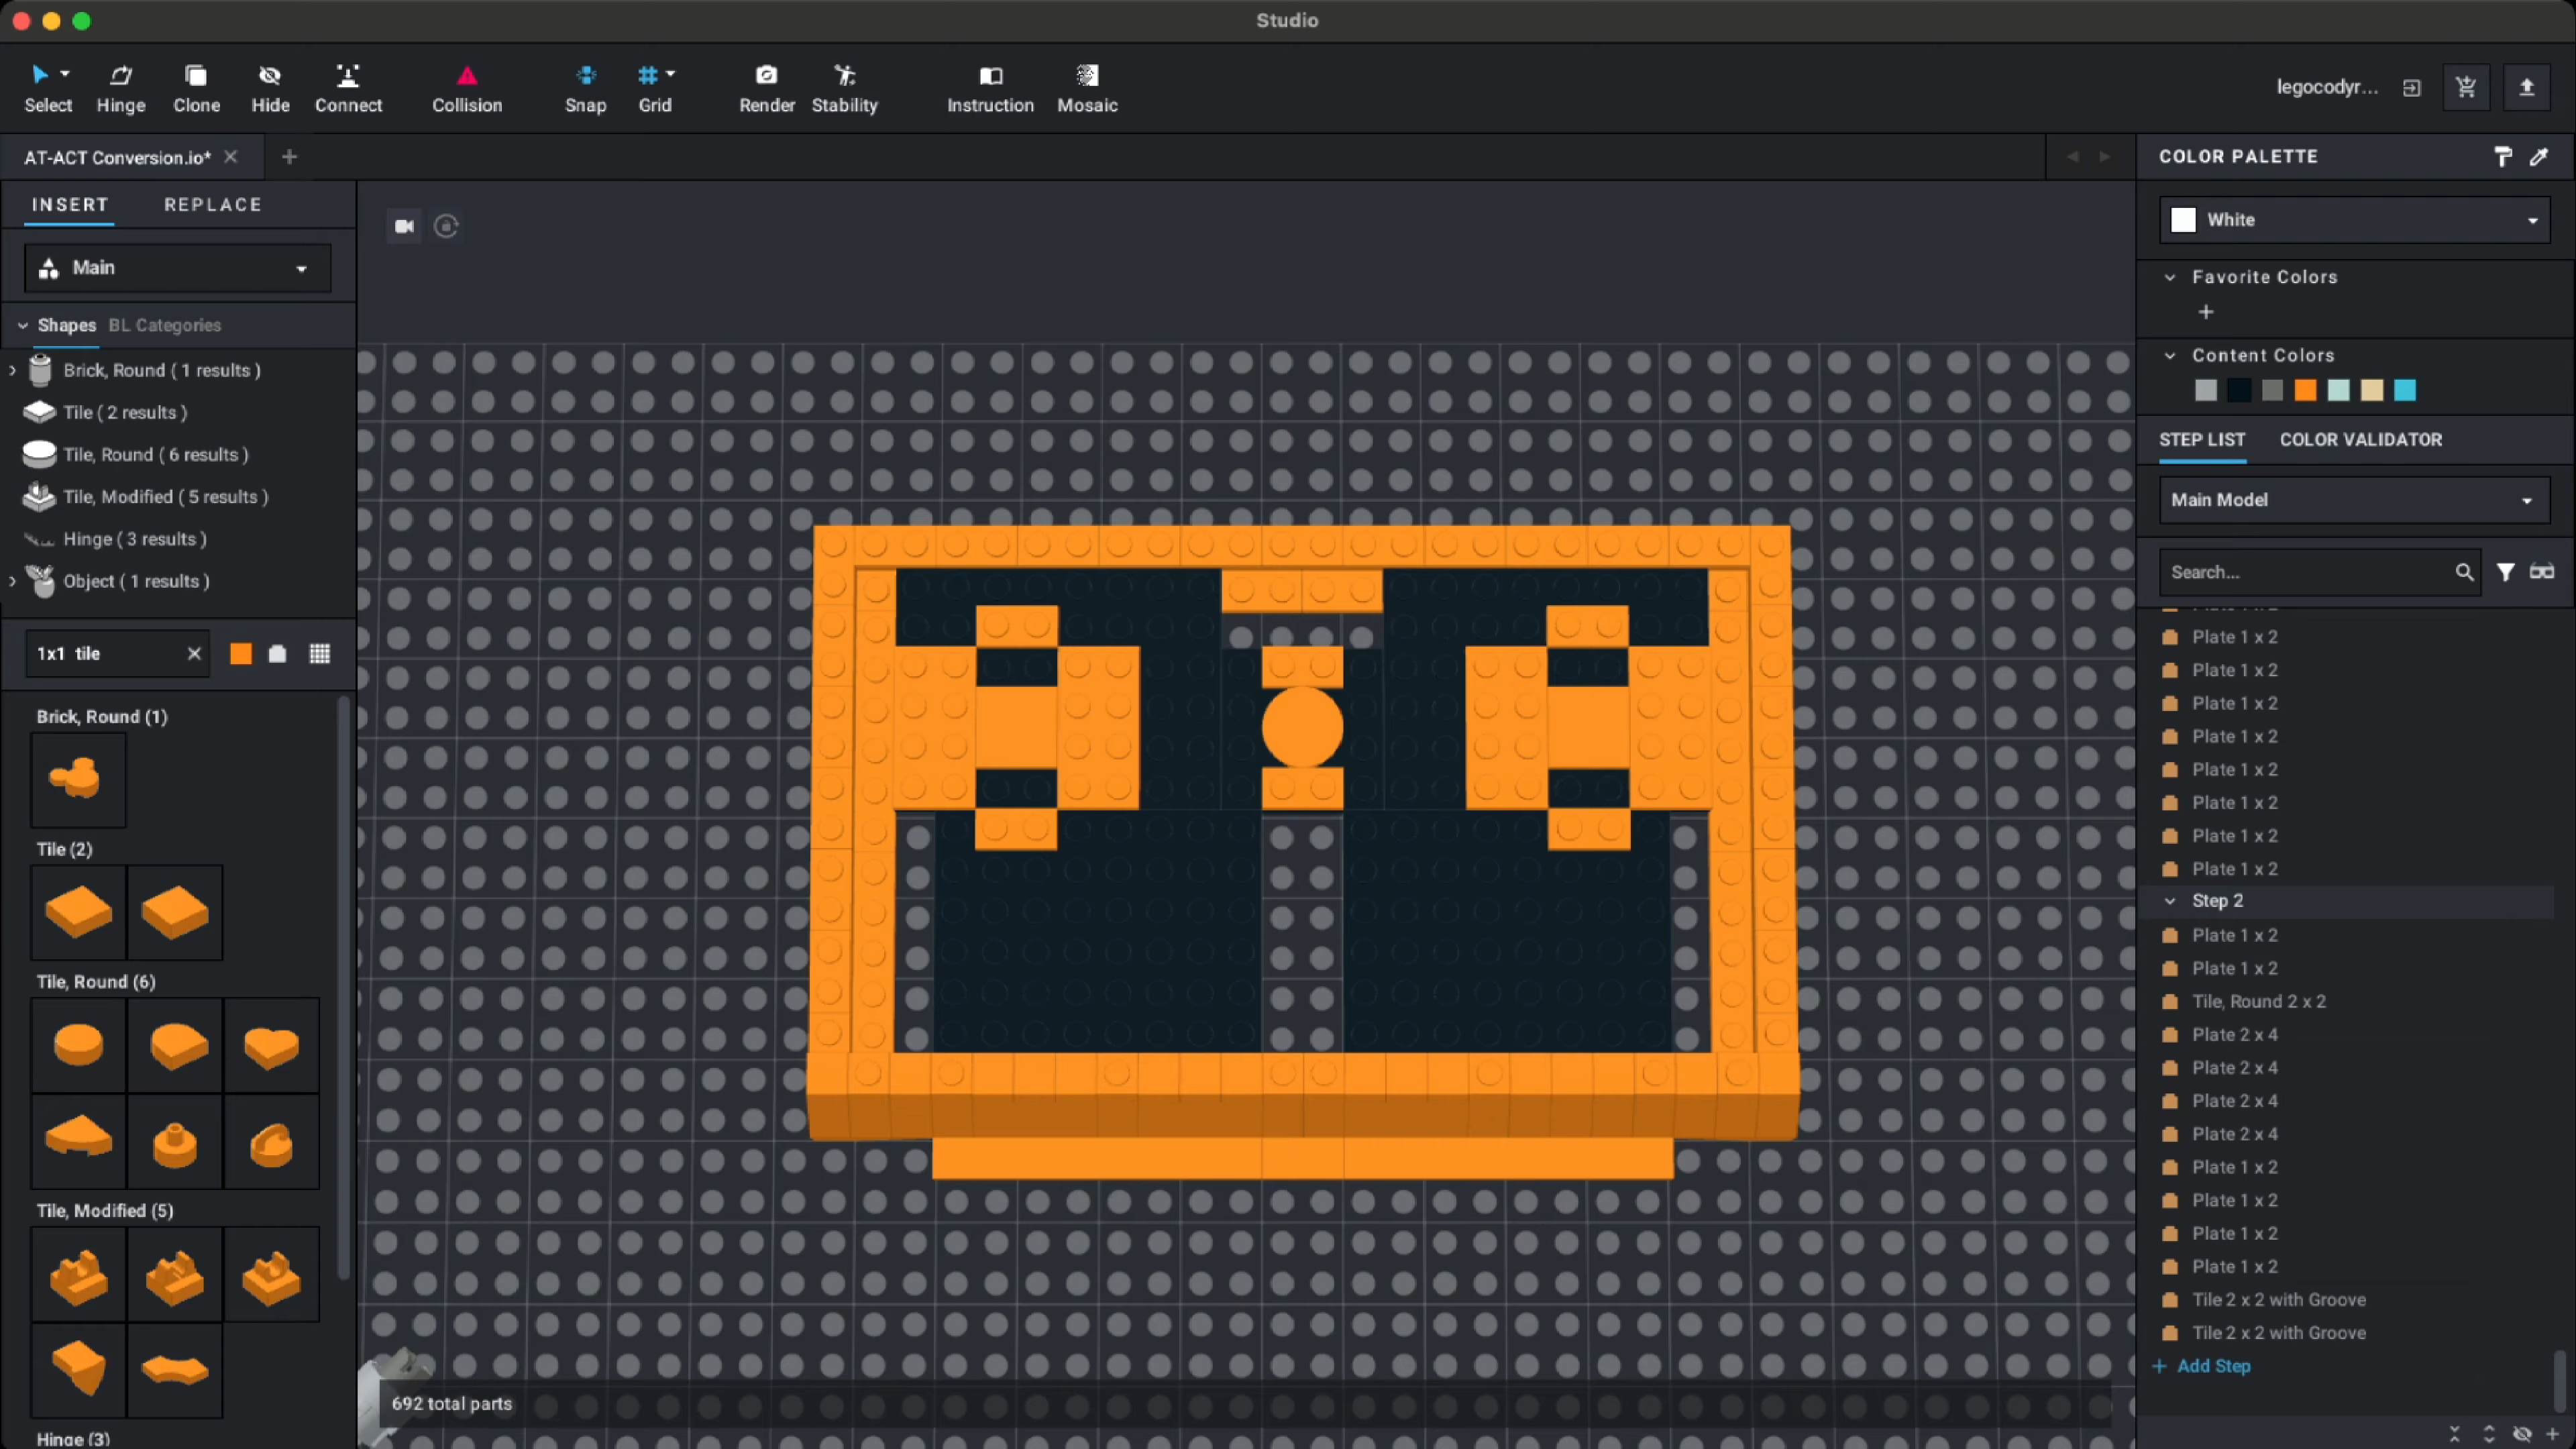 Studio
Select
Hinge
Clone
Hide
Connect
Collision
Snap
Grid
Render
Stability
Instruction
Mosaic
legocodyr...
AT-ACT Conversion.io*
INSERT
REPLACE
Main
Shapes
BL Categories
Brick, Round ( 1 results )
Tile ( 2 results )
Tile, Round ( 6 results )
Tile, Modified ( 5 results )
Hinge ( 3 results )
Object ( 1 results )
1x1 tile
Brick, Round (1)
Tile (2)
Tile, Round (6)
Tile, Modified (5)
Hinge (3)
692 total parts
COLOR PALETTE
White
Favorite Colors
Content Colors
STEP LIST
COLOR VALIDATOR
Main Model
Search...
Plate 1 x 2
Plate 1 x 2
Plate 1 x 2
Plate 1 x 2
Plate 1 x 2
Plate 1 x 2
Plate 1 x 2
Plate 1 x 2
Step 2
Plate 1 x 2
Plate 1 x 2
Tile, Round 2 x 2
Plate 2 x 4
Plate 2 x 4
Plate 2 x 4
Plate 2 x 4
Plate 1 x 2
Plate 1 x 2
Plate 1 x 2
Plate 1 x 2
Tile 2 x 2 with Groove
Tile 2 x 2 with Groove
+ Add Step